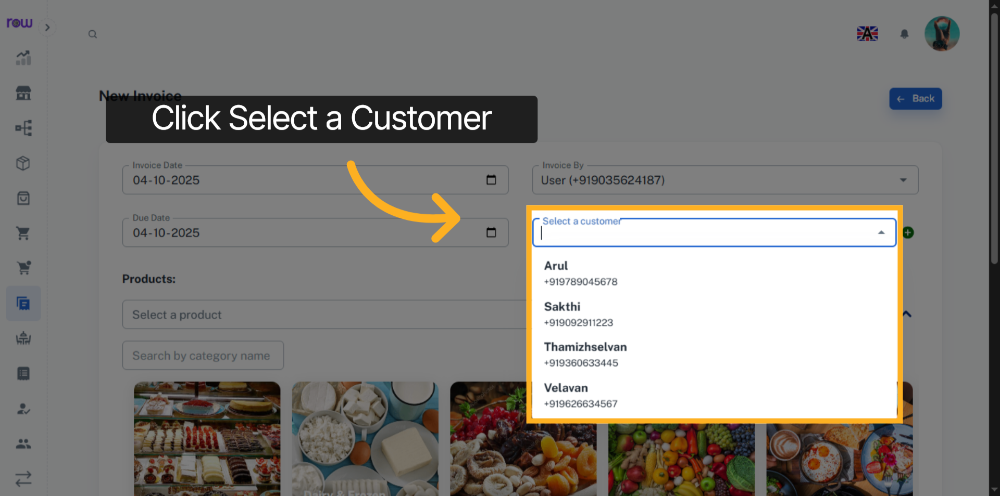 row
New Invoice
Back
Click Select a Customer
Invoice Date
04-10-2025
Invoice By
User (+919035624187)
Due Date
04-10-2025
Select a customer
Arul
+919789045678
Sakthi
+919092911223
Thamizhselvan
+919360633445
Velavan
+919626634567
Products:
Select a product
Search by category name
Dairy & Frozen